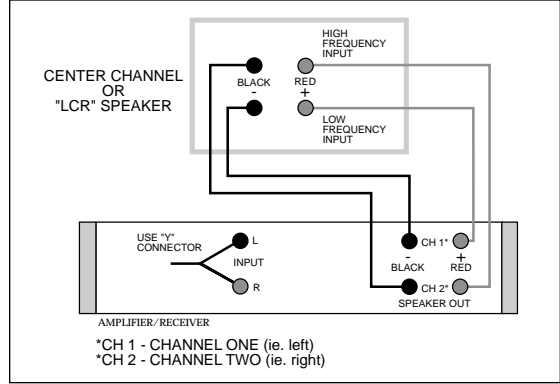 HIGH
FREQUENCY
INPUT
CENTER CHANNEL
OR
"LCR" SPEAKER
BLACK
-
RED
+
LOW
FREQUENCY
INPUT
USE "Y"
CONNECTOR
L
INPUT
R
CH 1*
-
BLACK
+
RED
CH 2*
SPEAKER OUT
AMPLIFIER/RECEIVER
*CH 1 - CHANNEL ONE (ie. left)
*CH 2 - CHANNEL TWO (ie. right)